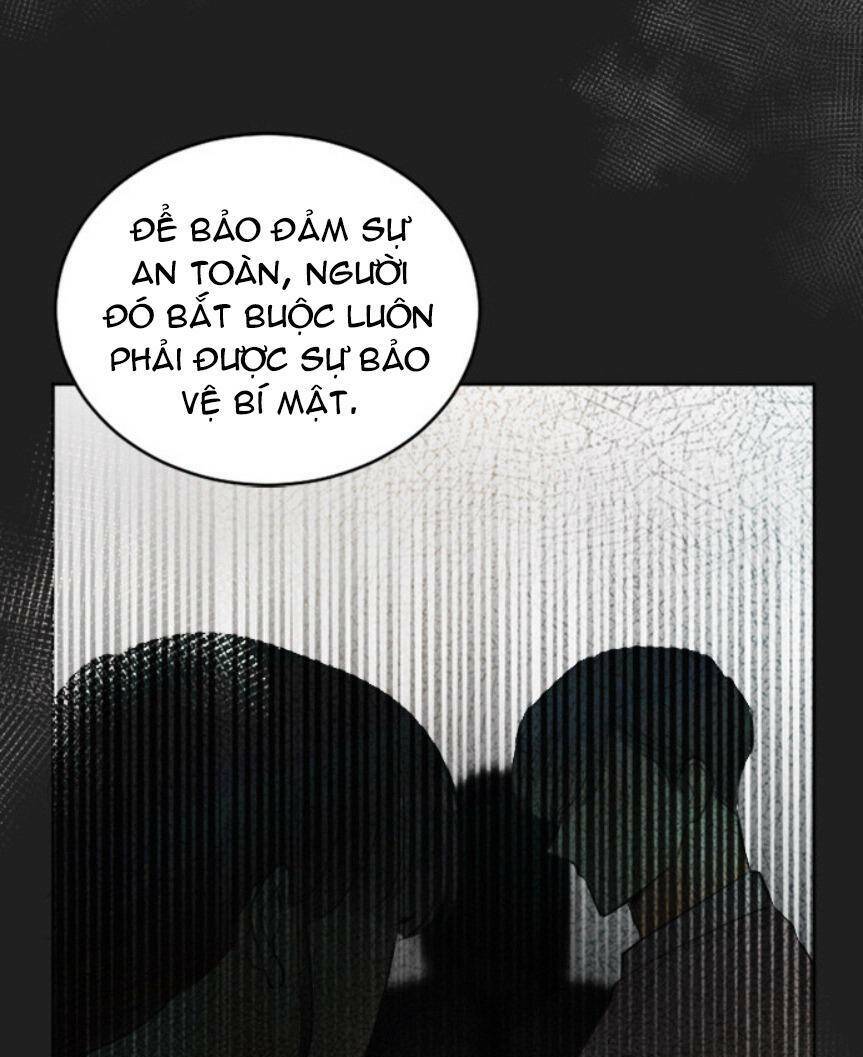 ĐỂ BẢO ĐẢM SỰ
AN TOÀN, NGƯỜI
ĐÓ BẮT BUỘC LUÔN
PHẢI ĐƯỢC SỰ BẢO
VỆ BÍ MẬT.